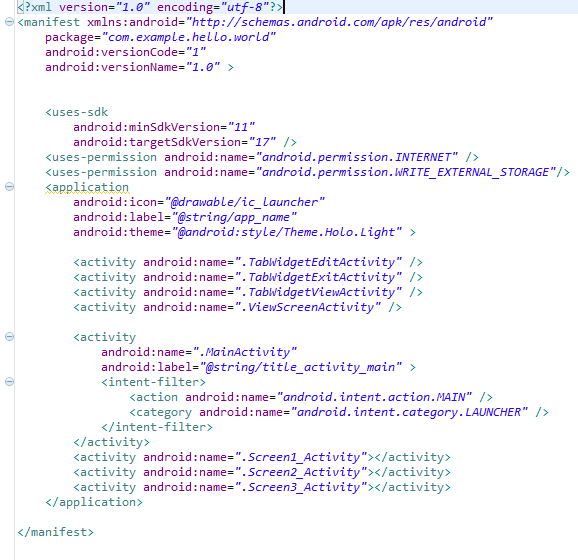 <?xml version="1.0" encoding="utf-8"?>
<manifest xmlns:android="http://schemas.android.com/apk/res/android"
    package="com.example.hello.world"
    android:versionCode="1"
    android:versionName="1.0" >

    <uses-sdk
        android:minSdkVersion="11"
        android:targetSdkVersion="17" />
    <uses-permission android:name="android.permission.INTERNET" />
    <uses-permission android:name="android.permission.WRITE_EXTERNAL_STORAGE"/>
    <application
        android:icon="@drawable/ic_launcher"
        android:label="@string/app_name"
        android:theme="@android:style/Theme.Holo.Light" >

        <activity android:name=".TabWidgetEditActivity" />
        <activity android:name=".TabWidgetExitActivity" />
        <activity android:name=".TabWidgetViewActivity" />
        <activity android:name=".ViewScreenActivity" />

        <activity
            android:name=".MainActivity"
            android:label="@string/title_activity_main" >
            <intent-filter>
                <action android:name="android.intent.action.MAIN" />
                <category android:name="android.intent.category.LAUNCHER" />
            </intent-filter>
        </activity>
        <activity android:name=".Screen1_Activity"></activity>
        <activity android:name=".Screen2_Activity"></activity>
        <activity android:name=".Screen3_Activity"></activity>
    </application>

</manifest>